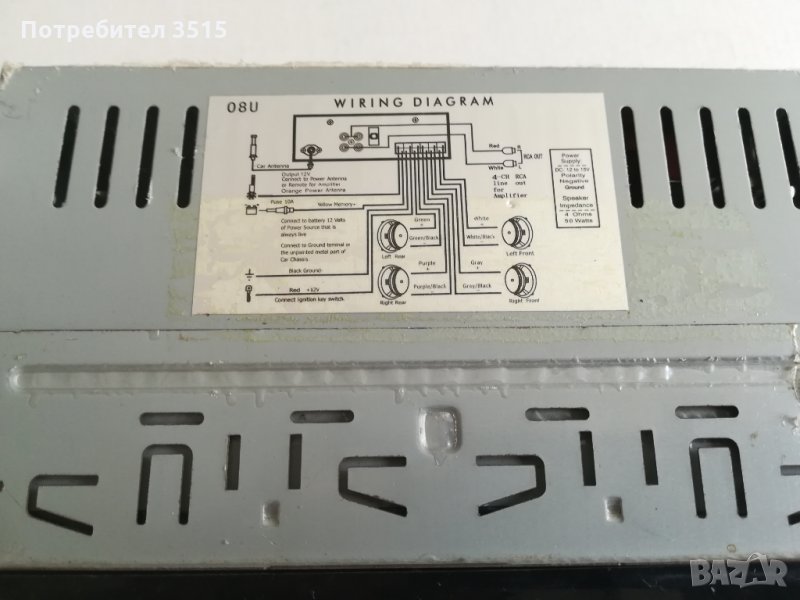 Потребител 3515
08U WIRING DIAGRAM
Car Antenna
Output 12V
Connect to Power Antenna
or Remote for Amplifier
Orange Power Antenna
Fuse 10A
Yellow Memory+
Connect to battery 12 Volts
of Power Source that is
always live
Connect to Ground terminal in
the unpainted metal part of
Car Chassis.
Black Ground
Red +12V
Connect ignition key switch.
Red
R
RCA OUT
White
L
4-CH RCA
line out
for
Amplifier
Green
+
Green/Black
-
Left Rear
White
+
White/Black
-
Left Front
Purple
+
Purple/Black
-
Right Rear
Gray
+
Gray/Black
-
Right Front
Power
Supply
DC. 12 to 15V
Polarity
Negative
Ground
Speaker
Impedance
4 Ohms
50 Watts
BAZAR